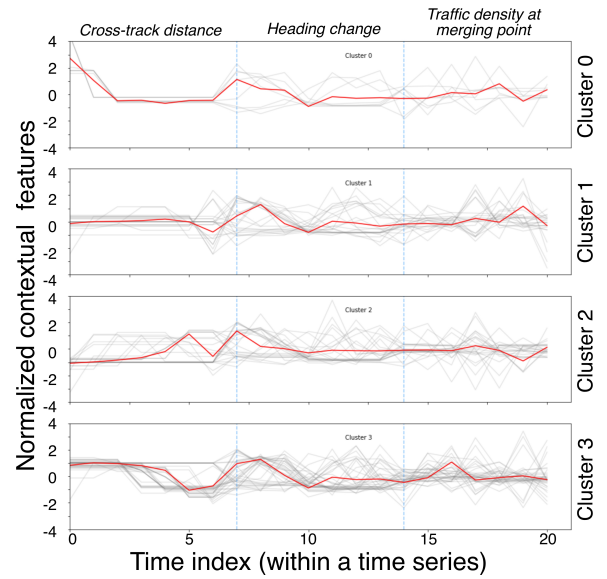 Cross-track distance
Heading change
Traffic density at
merging point
Normalized contextual features
4
2
0
-2
-4
Cluster 0
Cluster 0
4
2
0
-2
-4
Cluster 1
Cluster 1
4
2
0
-2
-4
Cluster 2
Cluster 2
4
2
0
-2
-4
Cluster 3
Cluster 3
0
5
10
15
20
Time index (within a time series)